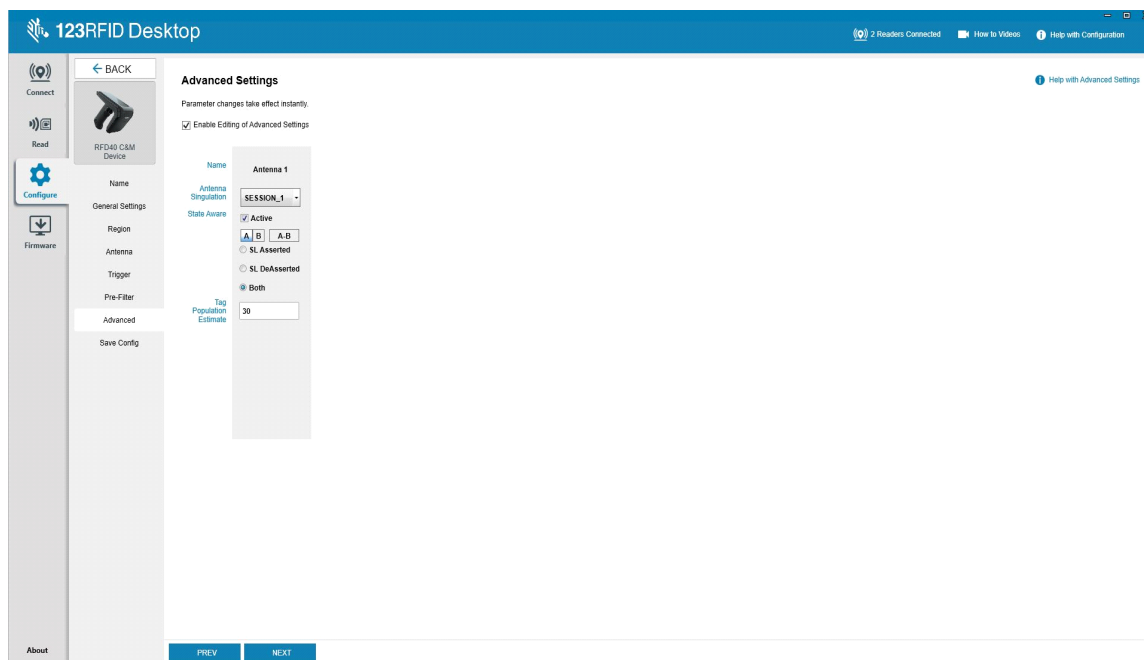 123RFID Desktop
2 Readers Connected
How to Videos
Help with Configuration
Connect
Read
Configure
Firmware
About
BACK
RFD40 C&M
Device
Name
General Settings
Region
Antenna
Trigger
Pre-Filter
Advanced
Save Config
Advanced Settings
Help with Advanced Settings
Parameter changes take effect instantly.
Enable Editing of Advanced Settings
Name
Antenna 1
Antenna
Singulation
SESSION_1
State Aware
Active
A B A-B
SL Asserted
SL DeAsserted
Both
Tag
Population
Estimate
30
PREV
NEXT